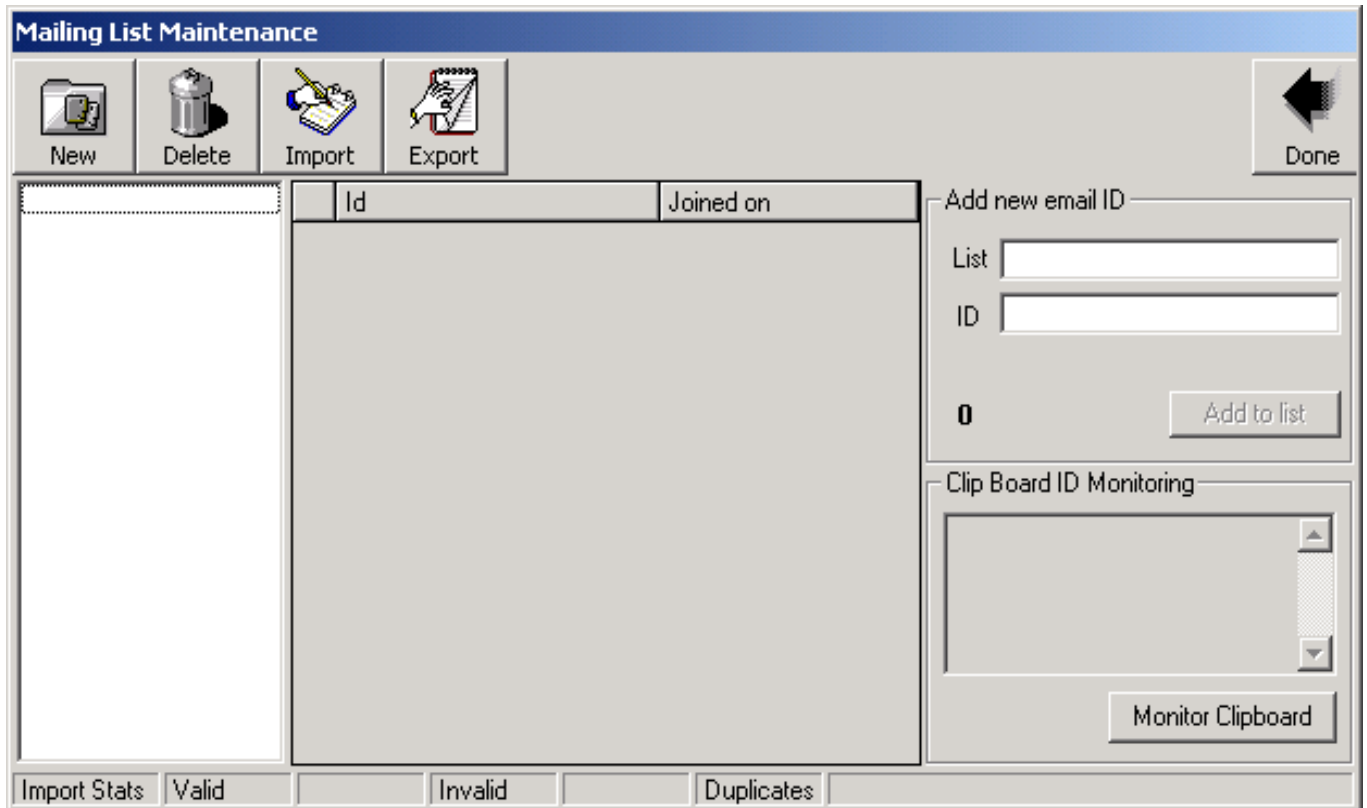 Mailing List Maintenance
New Delete Import Export Done
Id Joined on
Add new email ID
List
ID
0 Add to list
Clip Board ID Monitoring
Monitor Clipboard
Import Stats Valid Invalid Duplicates